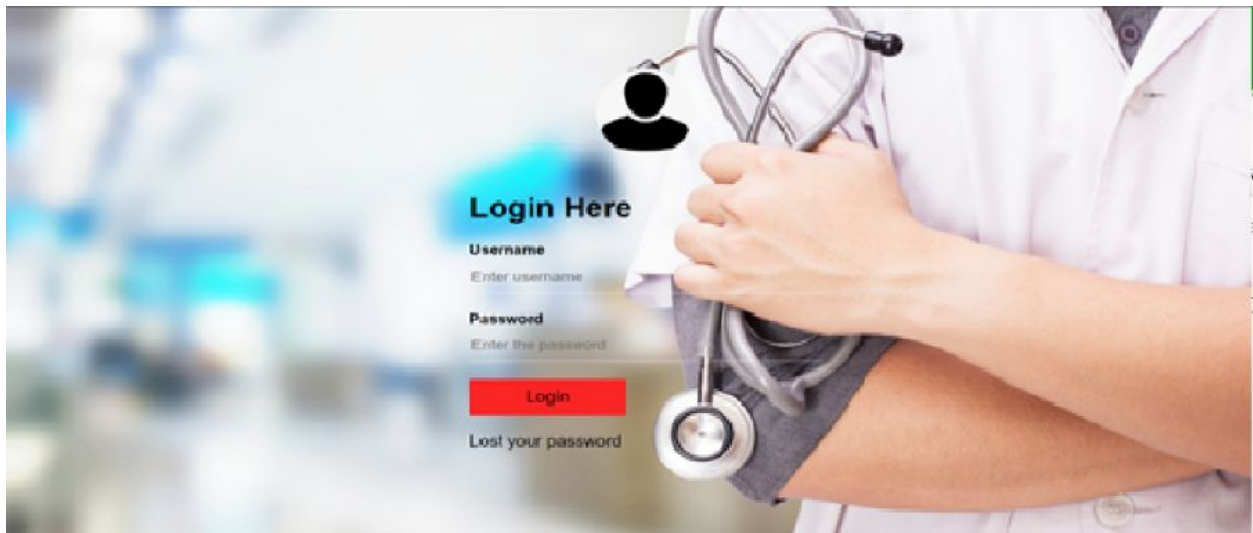 Login Here
Username
Enter username
Password
Enter the password
Login
Lost your password